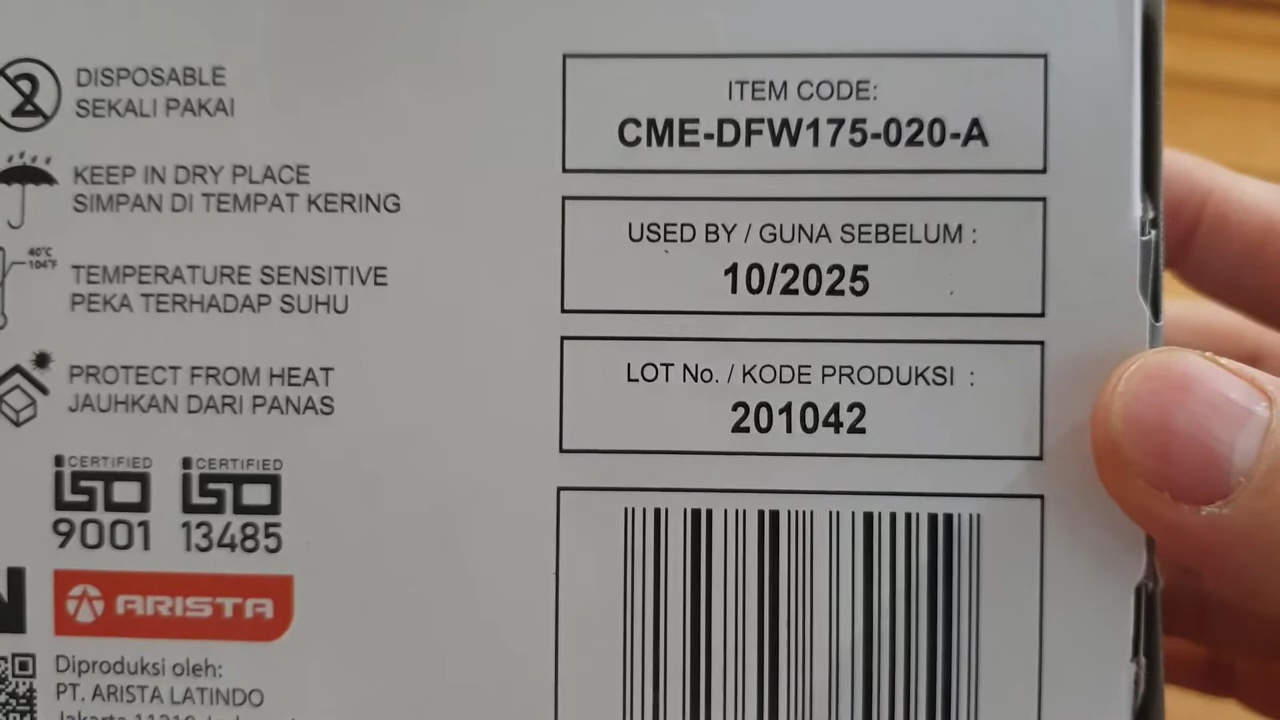 DISPOSABLE
SEKALI PAKAI
KEEP IN DRY PLACE
SIMPAN DI TEMPAT KERING
40°C
104°F
TEMPERATURE SENSITIVE
PEKA TERHADAP SUHU
PROTECT FROM HEAT
JAUHKAN DARI PANAS
CERTIFIED
ISO
9001
CERTIFIED
ISO
13485
ARISTA
Diproduksi oleh:
PT. ARISTA LATINDO
ITEM CODE:
CME-DFW175-020-A
USED BY / GUNA SEBELUM :
10/2025
LOT No. / KODE PRODUKSI :
201042